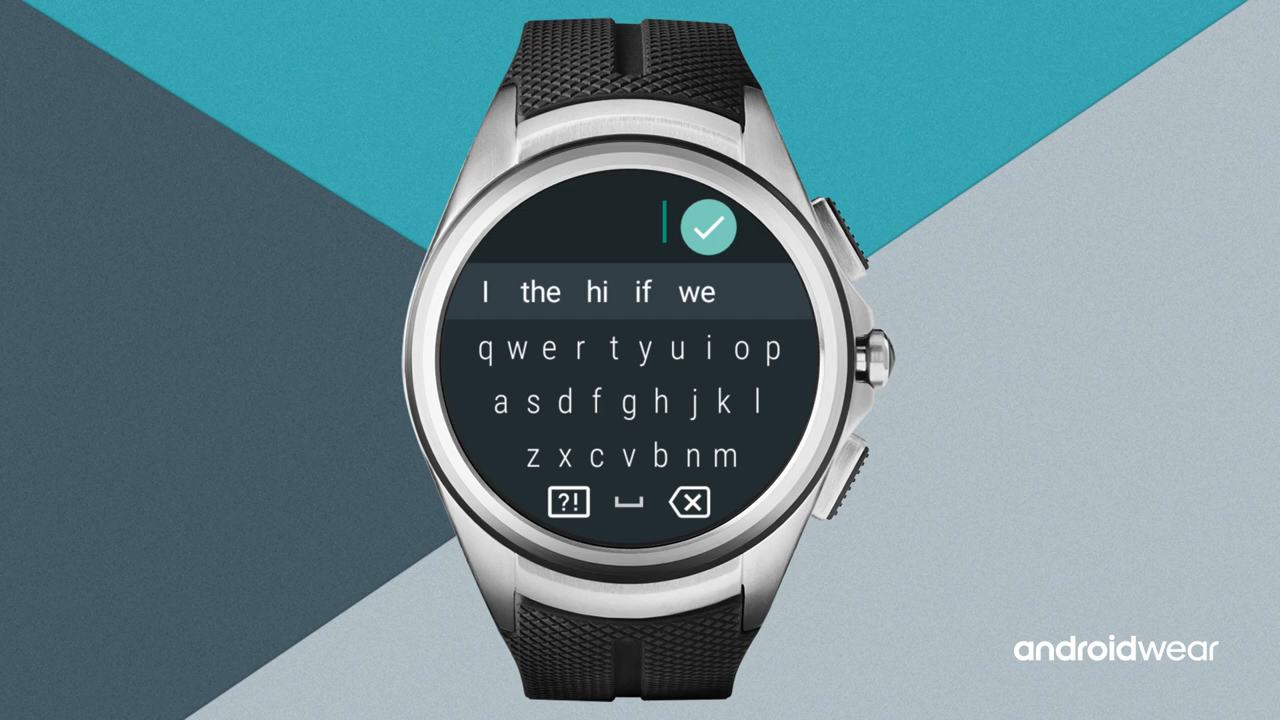 I the hi if we
q w e r t y u i o p
a s d f g h j k l
z x c v b n m
?!
androidwear